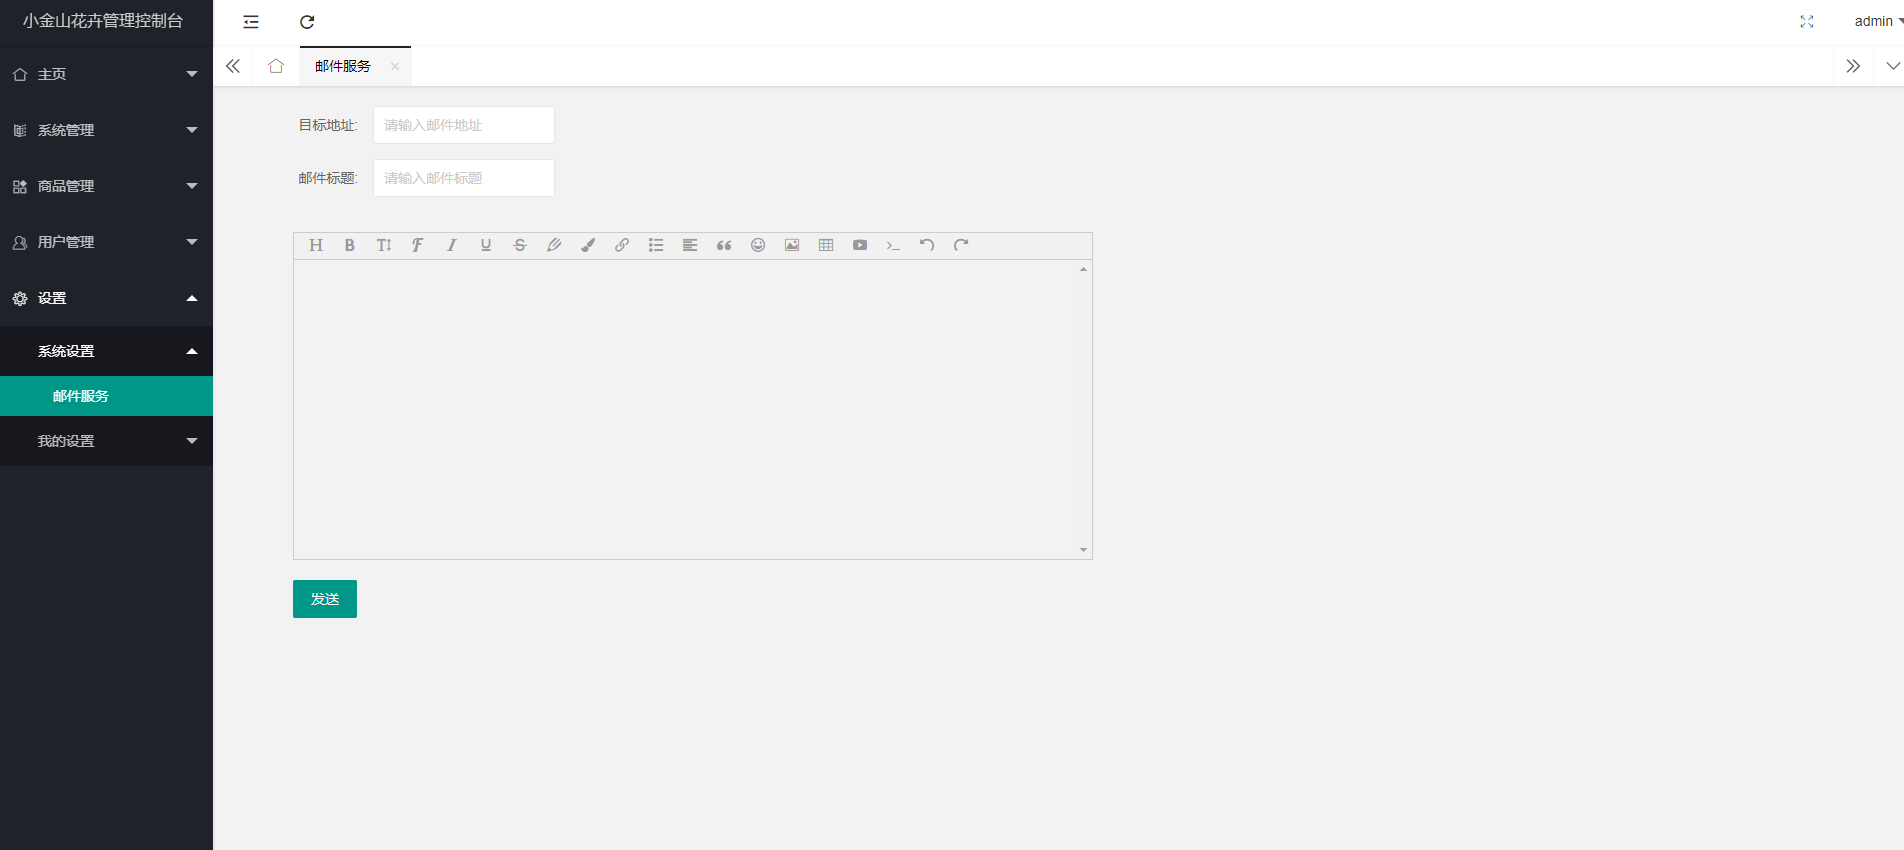 小金山花卉管理控制台
admin
主页
系统管理
商品管理
用户管理
设置
系统设置
邮件服务
我的设置
邮件服务
目标地址: 请输入邮件地址
邮件标题: 请输入邮件标题
发送